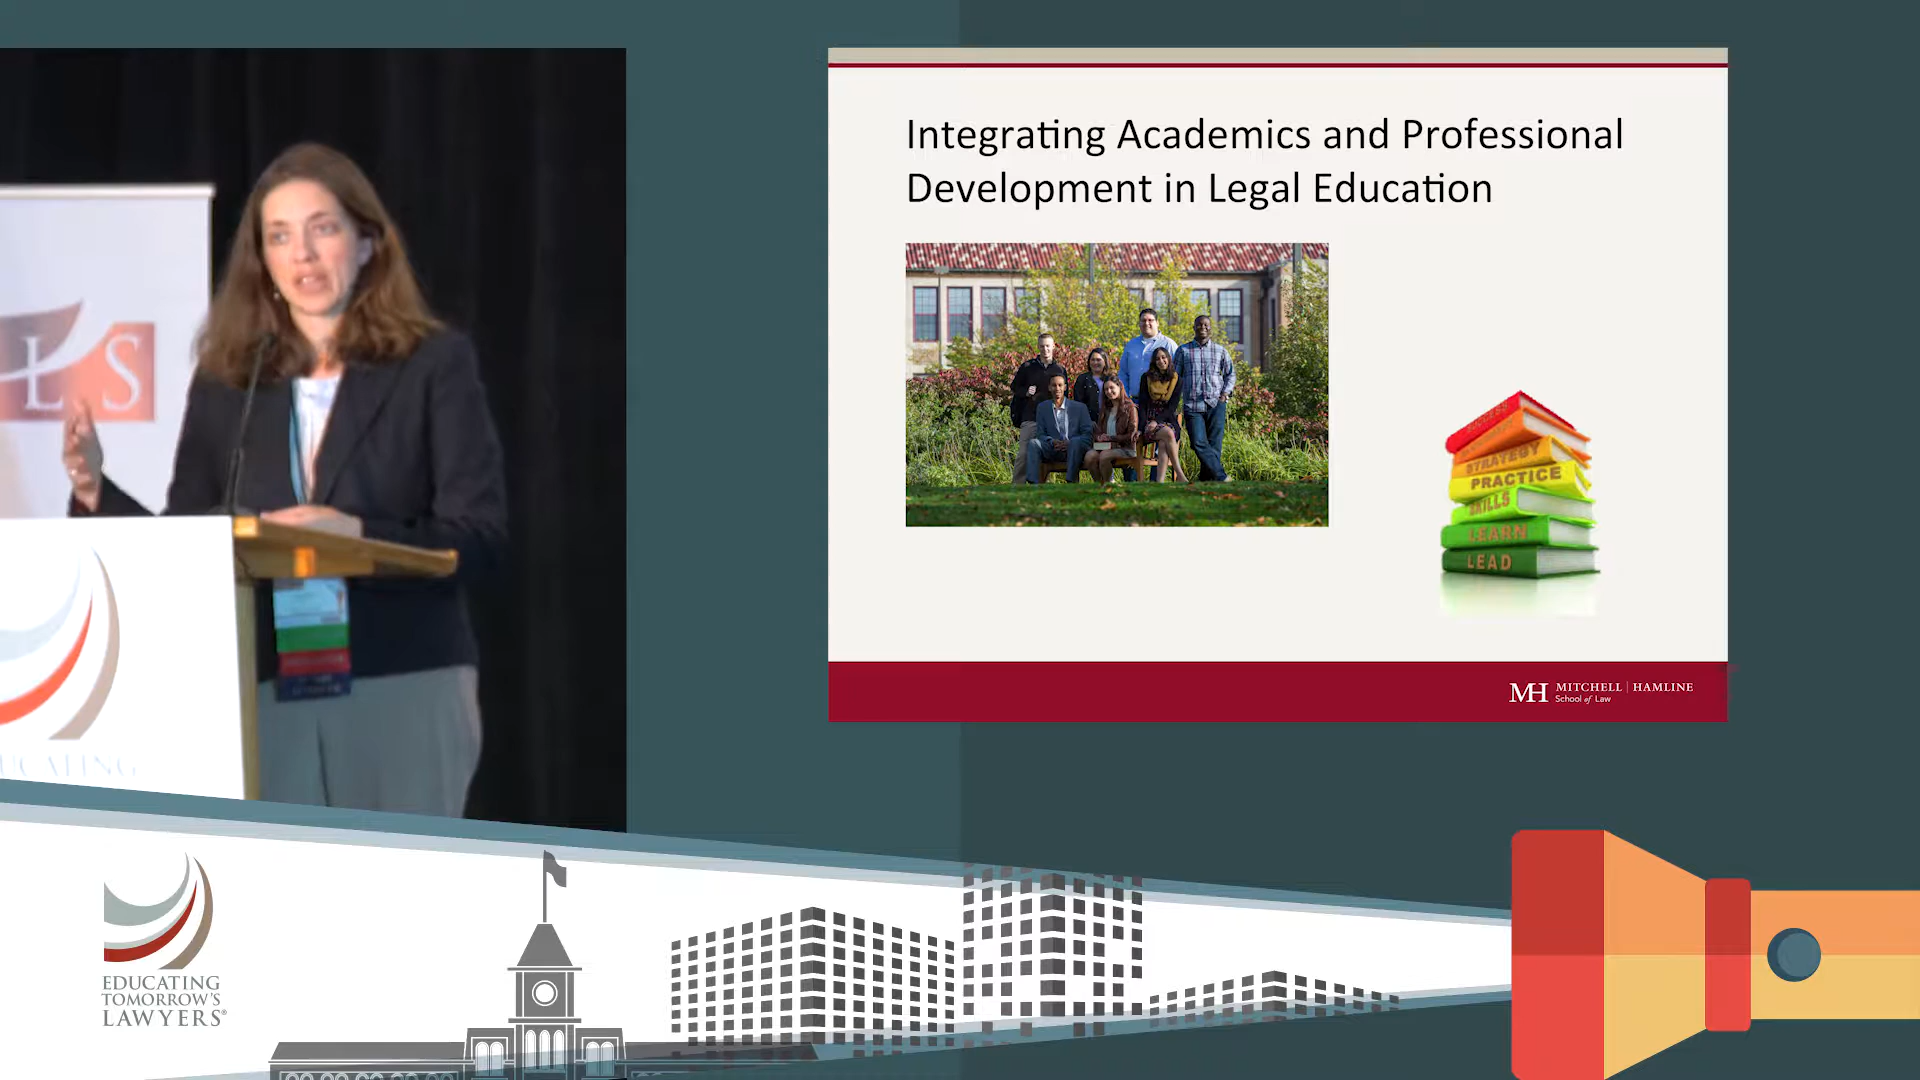 LS
Integrating Academics and Professional
Development in Legal Education
STRATEGY
PRACTICE
SKILLS
LEARN
LEAD
MH MITCHELL | HAMLINE
School of Law
EDUCATING
TOMORROW'S
LAWYERS®